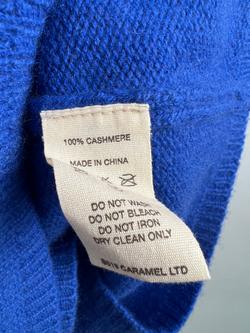 100% CASHMERE
MADE IN CHINA
DO NOT WASH
DO NOT BLEACH
DO NOT IRON
DRY CLEAN ONLY
CARAMEL LTD